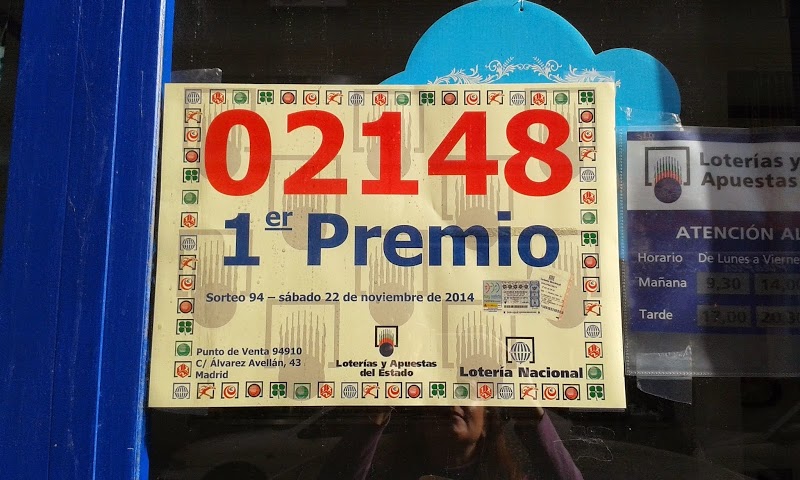 02148
1er Premio
Sorteo 94 – sábado 22 de noviembre de 2014
Punto de Venta 94910
C/ Álvarez Avellán, 43
Madrid
Loterías y Apuestas
del Estado
Lotería Nacional
Loterías y
Apuestas
ATENCIÓN AL
Horario De Lunes a Vierne
Mañana 9,30 14,00
Tarde 17,00 20,30